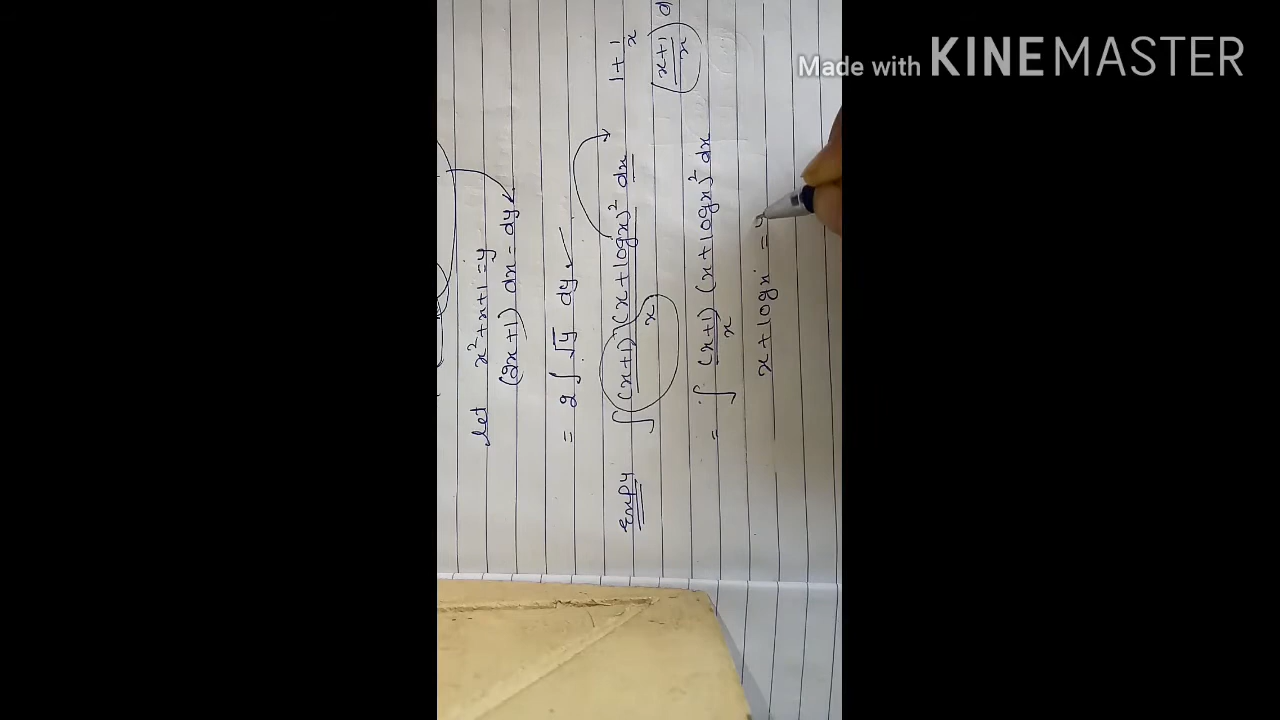 Made with KINEMASTER
let x²+x+1=y
(2x+1) dx = dy
= 2∫√y dy
Exp4 ∫ (x+1)(x+logx)² dx 1+1/x
x (x+1/x)
= ∫ (x+1)/x (x+logx)² dx
x+logx = y